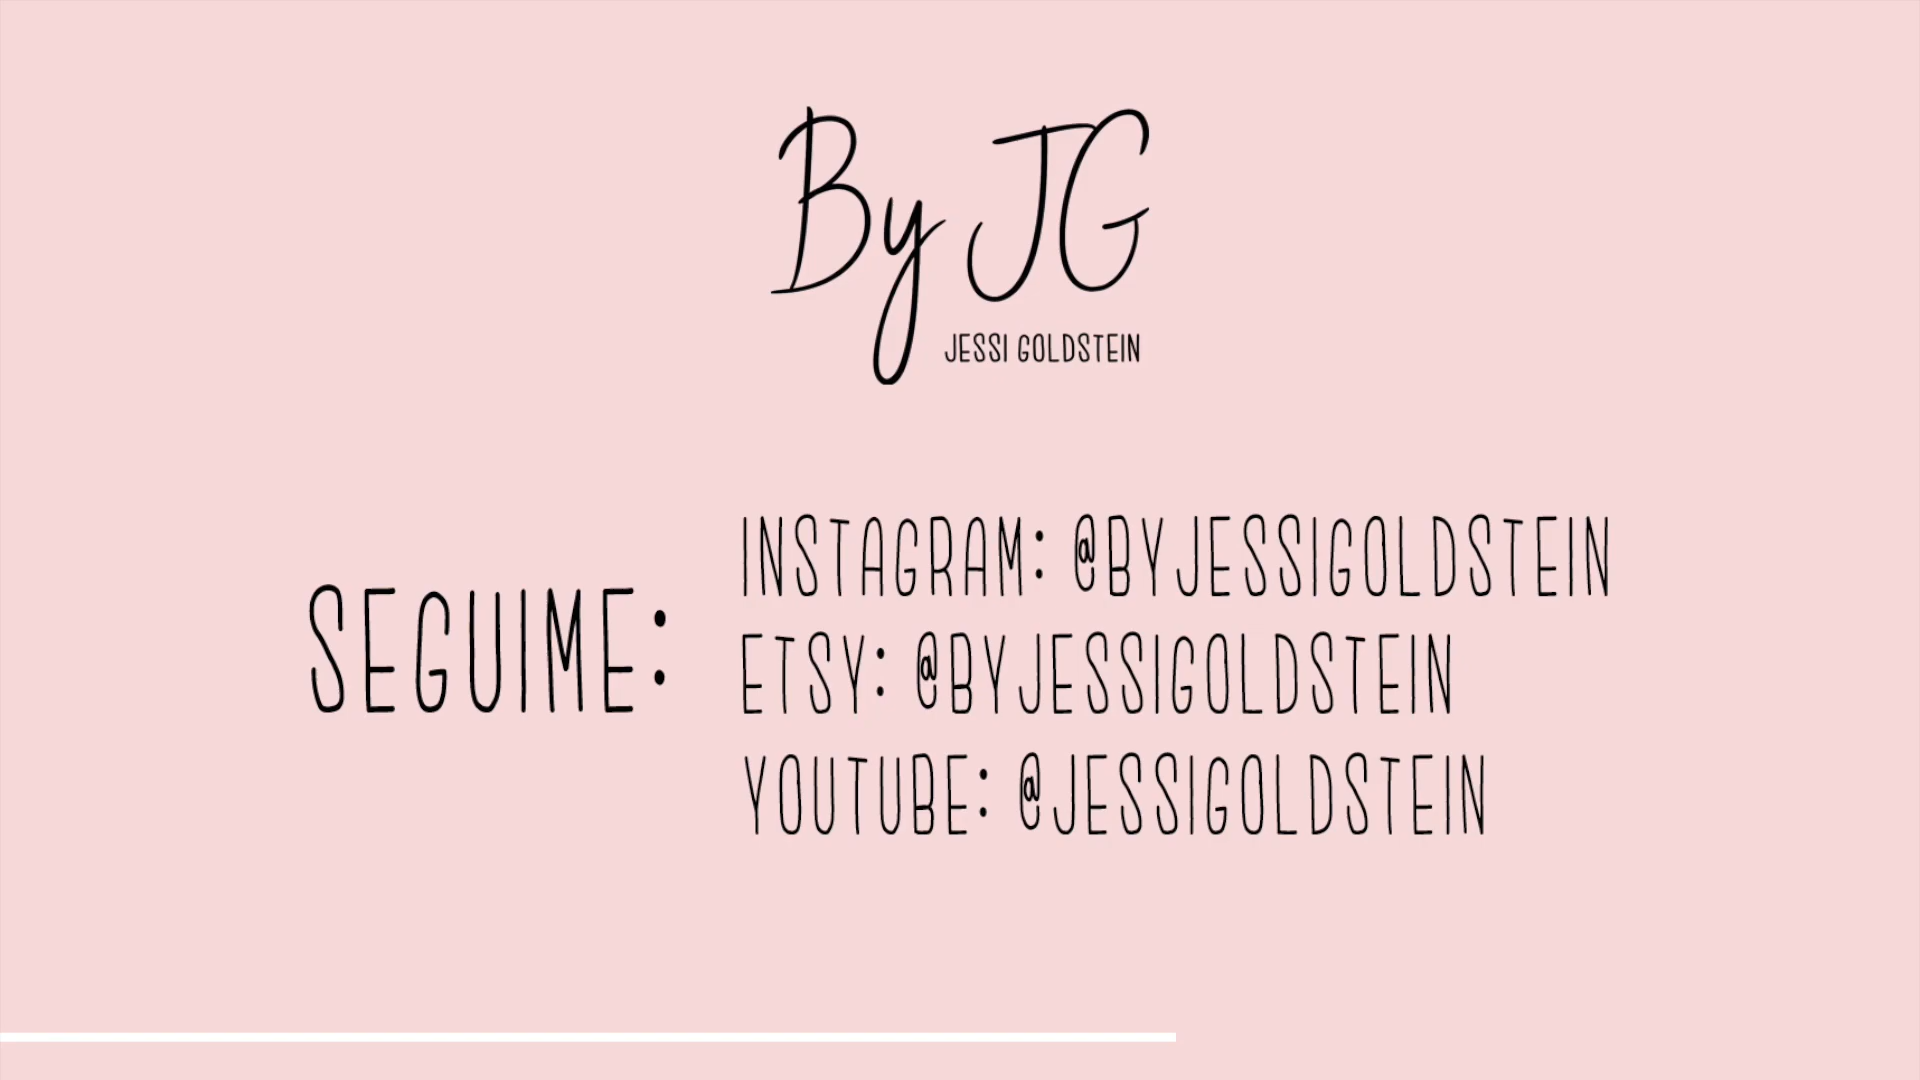 By JG
JESSI GOLDSTEIN
SEGUIME:
INSTAGRAM: @BYJESSIGOLDSTEIN
ETSY: @BYJESSIGOLDSTEIN
YOUTUBE: @JESSIGOLDSTEIN